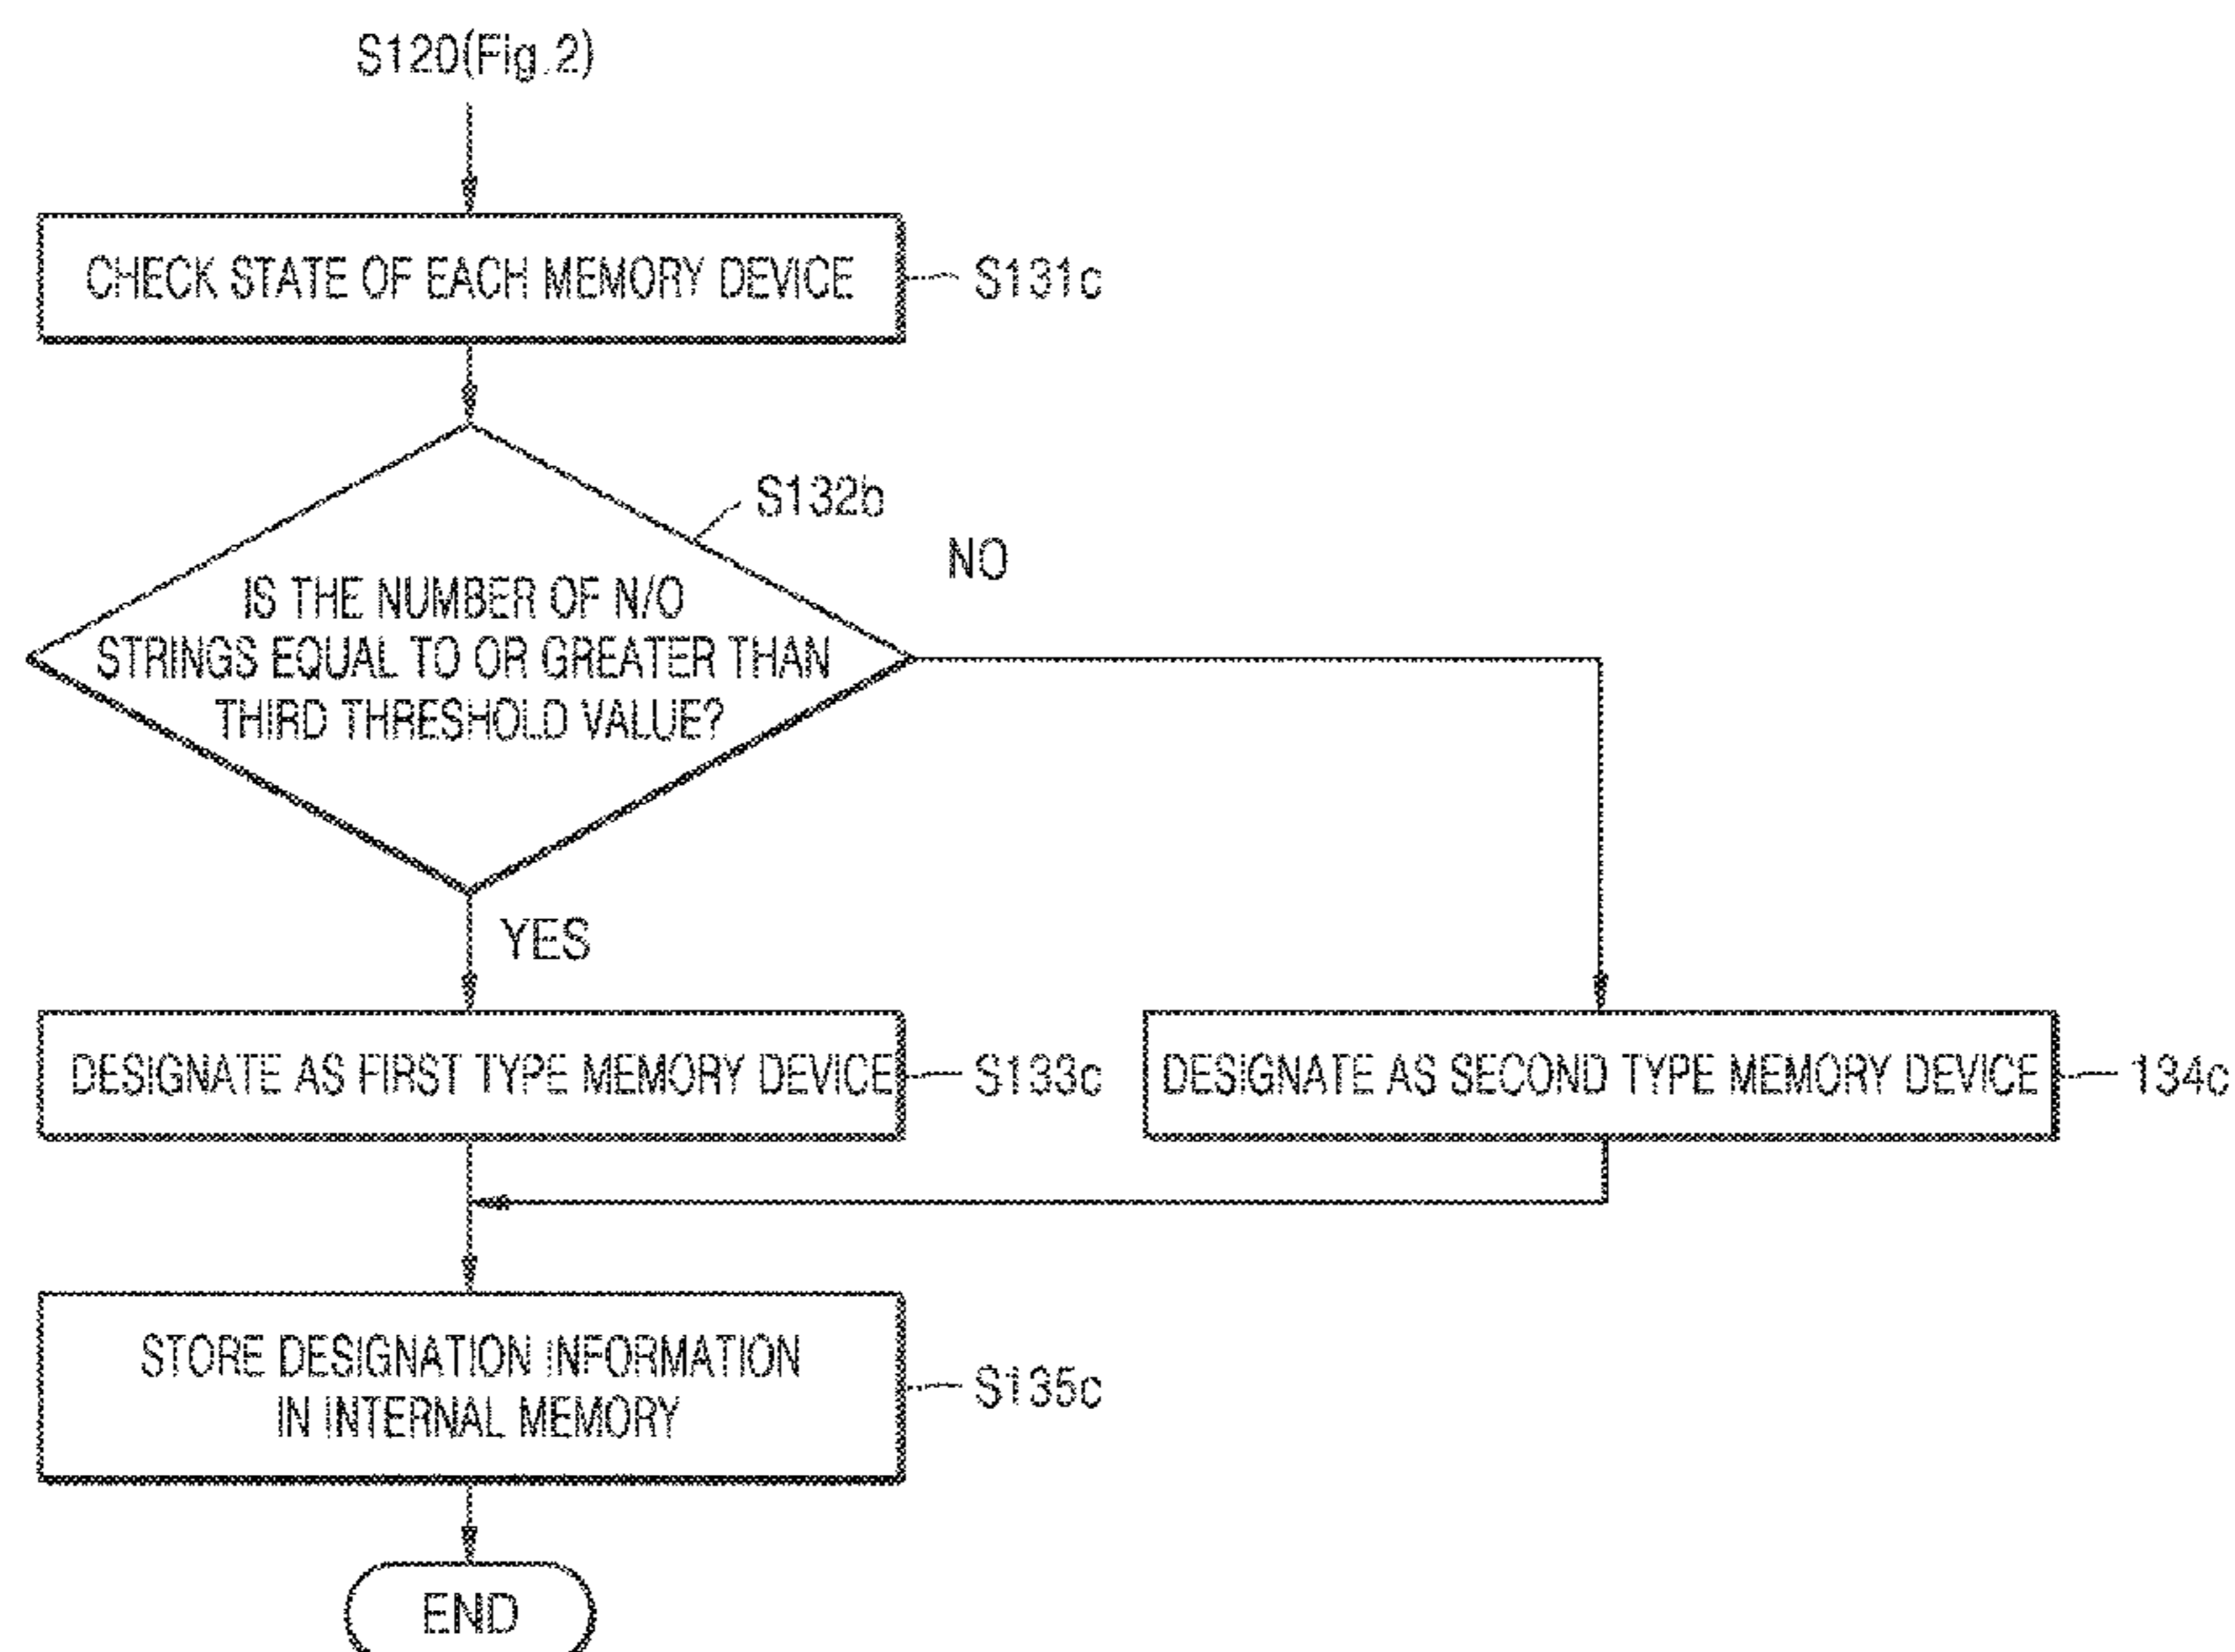 S120(Fig.2)
CHECK STATE OF EACH MEMORY DEVICE
S131c
S132b
NO
IS THE NUMBER OF N/O
STRINGS EQUAL TO OR GREATER THAN
THIRD THRESHOLD VALUE?
YES
DESIGNATE AS FIRST TYPE MEMORY DEVICE
S133c
DESIGNATE AS SECOND TYPE MEMORY DEVICE
134c
STORE DESIGNATION INFORMATION
IN INTERNAL MEMORY
S135c
END